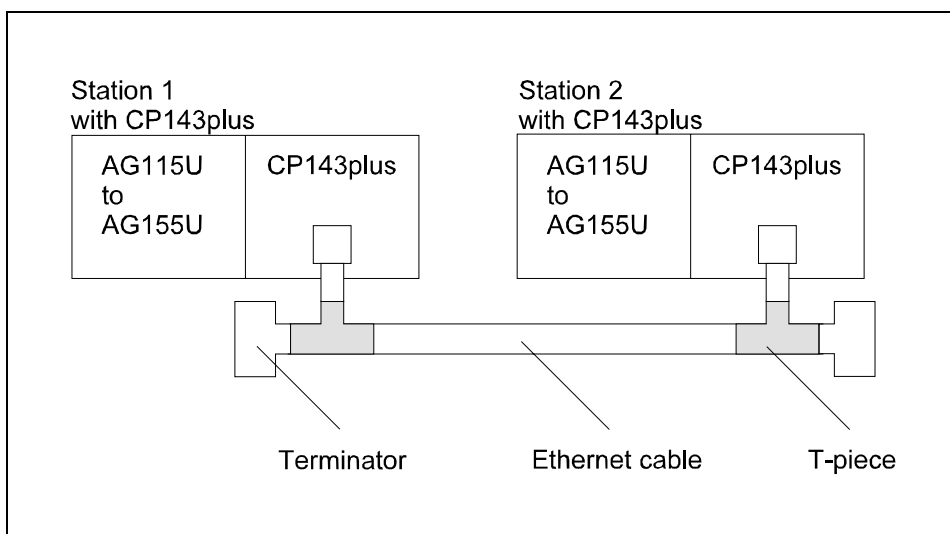 Station 1
with CP143plus
AG115U
to
AG155U
CP143plus
Station 2
with CP143plus
AG115U
to
AG155U
CP143plus
Terminator
Ethernet cable
T-piece